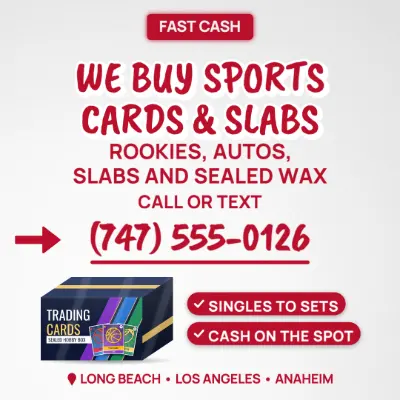 FAST CASH
WE BUY SPORTS
CARDS & SLABS
ROOKIES, AUTOS,
SLABS AND SEALED WAX
CALL OR TEXT
(747) 555-0126
TRADING
CARDS
SEALED HOBBY BOX
SINGLES TO SETS
CASH ON THE SPOT
LONG BEACH • LOS ANGELES • ANAHEIM